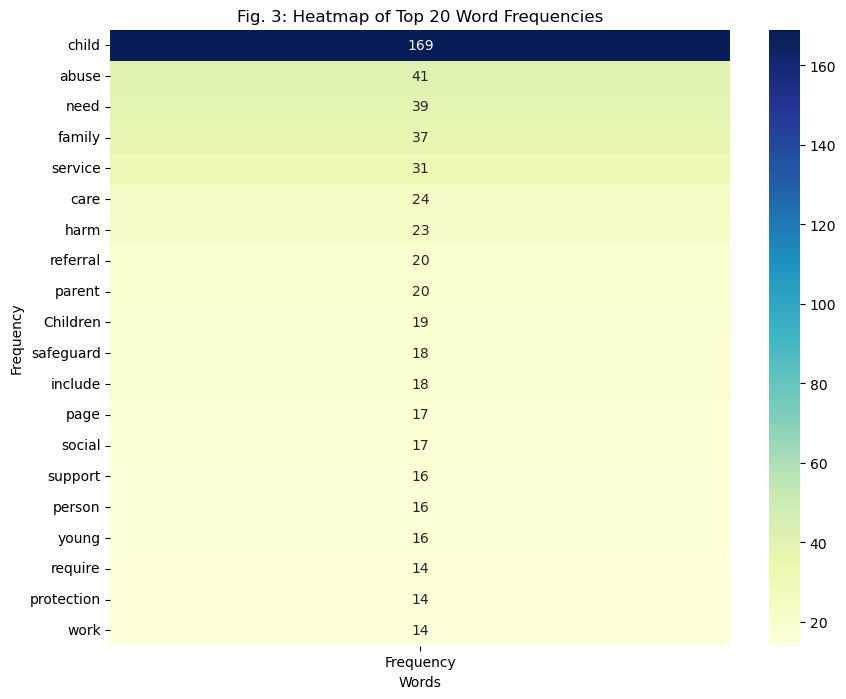 Fig. 3: Heatmap of Top 20 Word Frequencies
child 169
abuse 41
need 39
family 37
service 31
care 24
harm 23
referral 20
parent 20
Children 19
safeguard 18
include 18
page 17
social 17
support 16
person 16
young 16
require 14
protection 14
work 14
Frequency
Frequency
Words
160
140
120
100
80
60
40
20